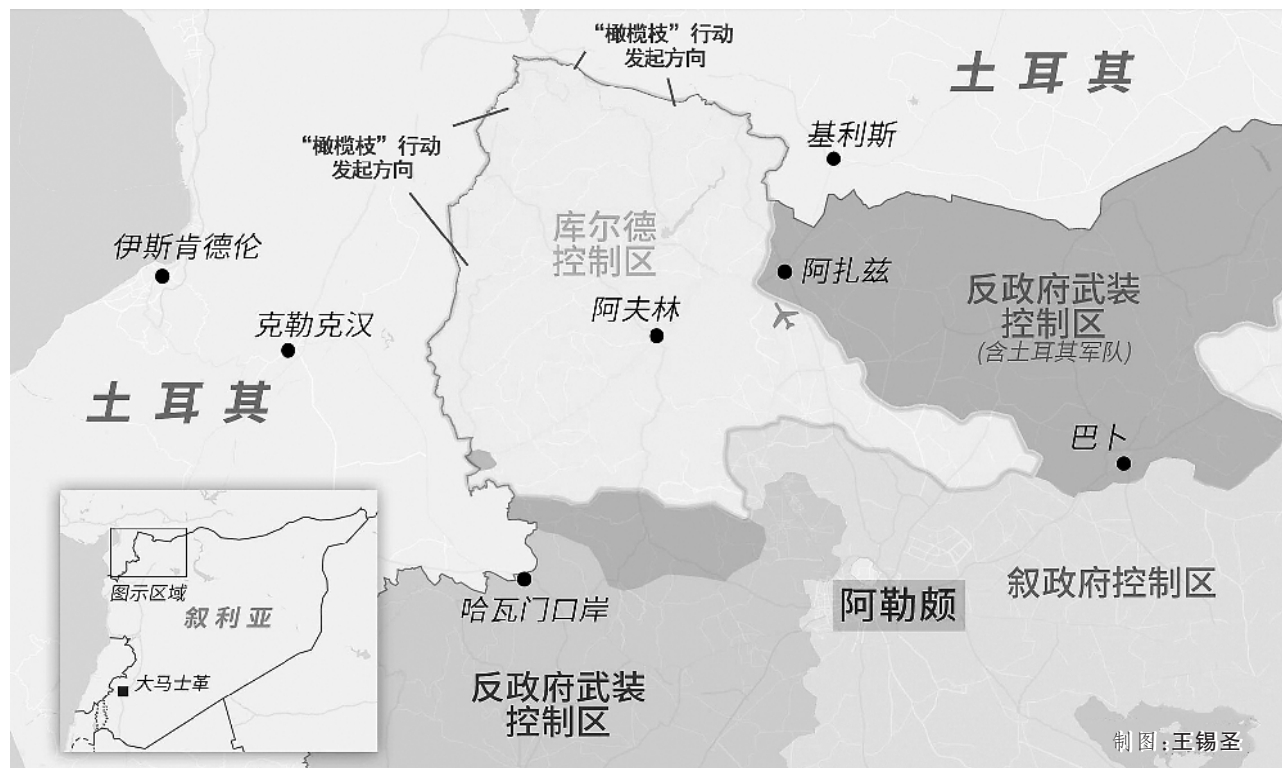 “橄榄枝”行动
发起方向
土耳其
基利斯
“橄榄枝”行动
发起方向
库尔德
控制区
伊斯肯德伦
阿扎兹
反政府武装
控制区
(含土耳其军队)
阿夫林
克勒克汉
土耳其
巴卜
图示区域
叙利亚
大马士革
哈瓦门口岸
阿勒颇
叙政府控制区
反政府武装
控制区
制图:王锡圣